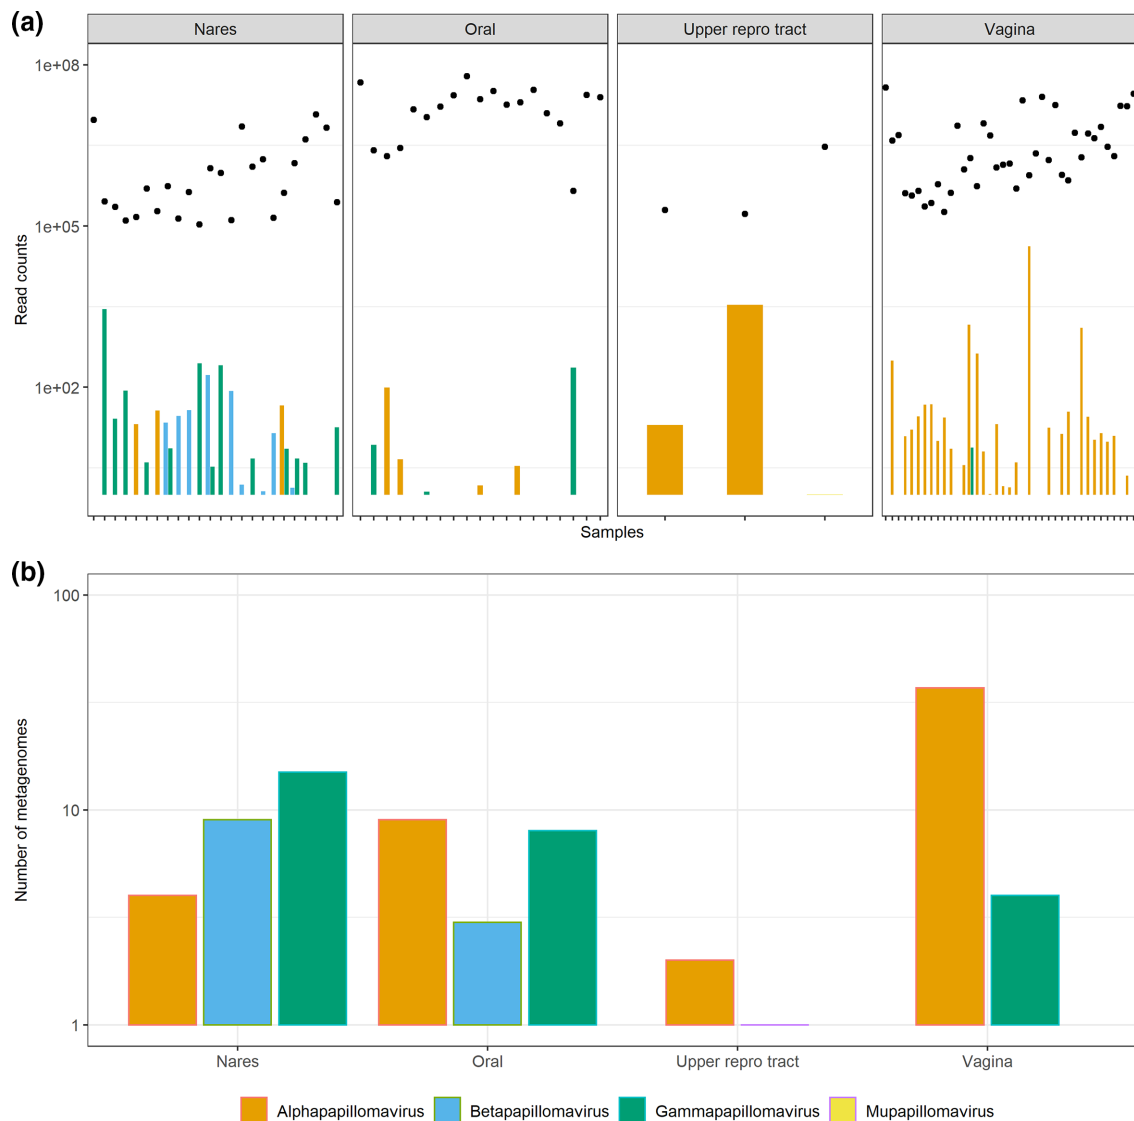 (a)
Nares Oral Upper repro tract Vagina
1e+08
1e+05
1e+02
Read counts
Samples
(b)
100
10
1
Number of metagenomes
Nares Oral Upper repro tract Vagina
Alphapapillomavirus Betapapillomavirus Gammapapillomavirus Mupapillomavirus